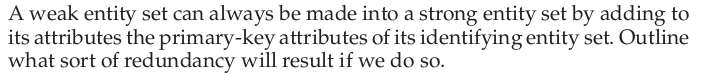 A weak entity set can always be made into a strong entity set by adding to
its attributes the primary-key attributes of its identifying entity set. Outline
what sort of redundancy will result if we do so.